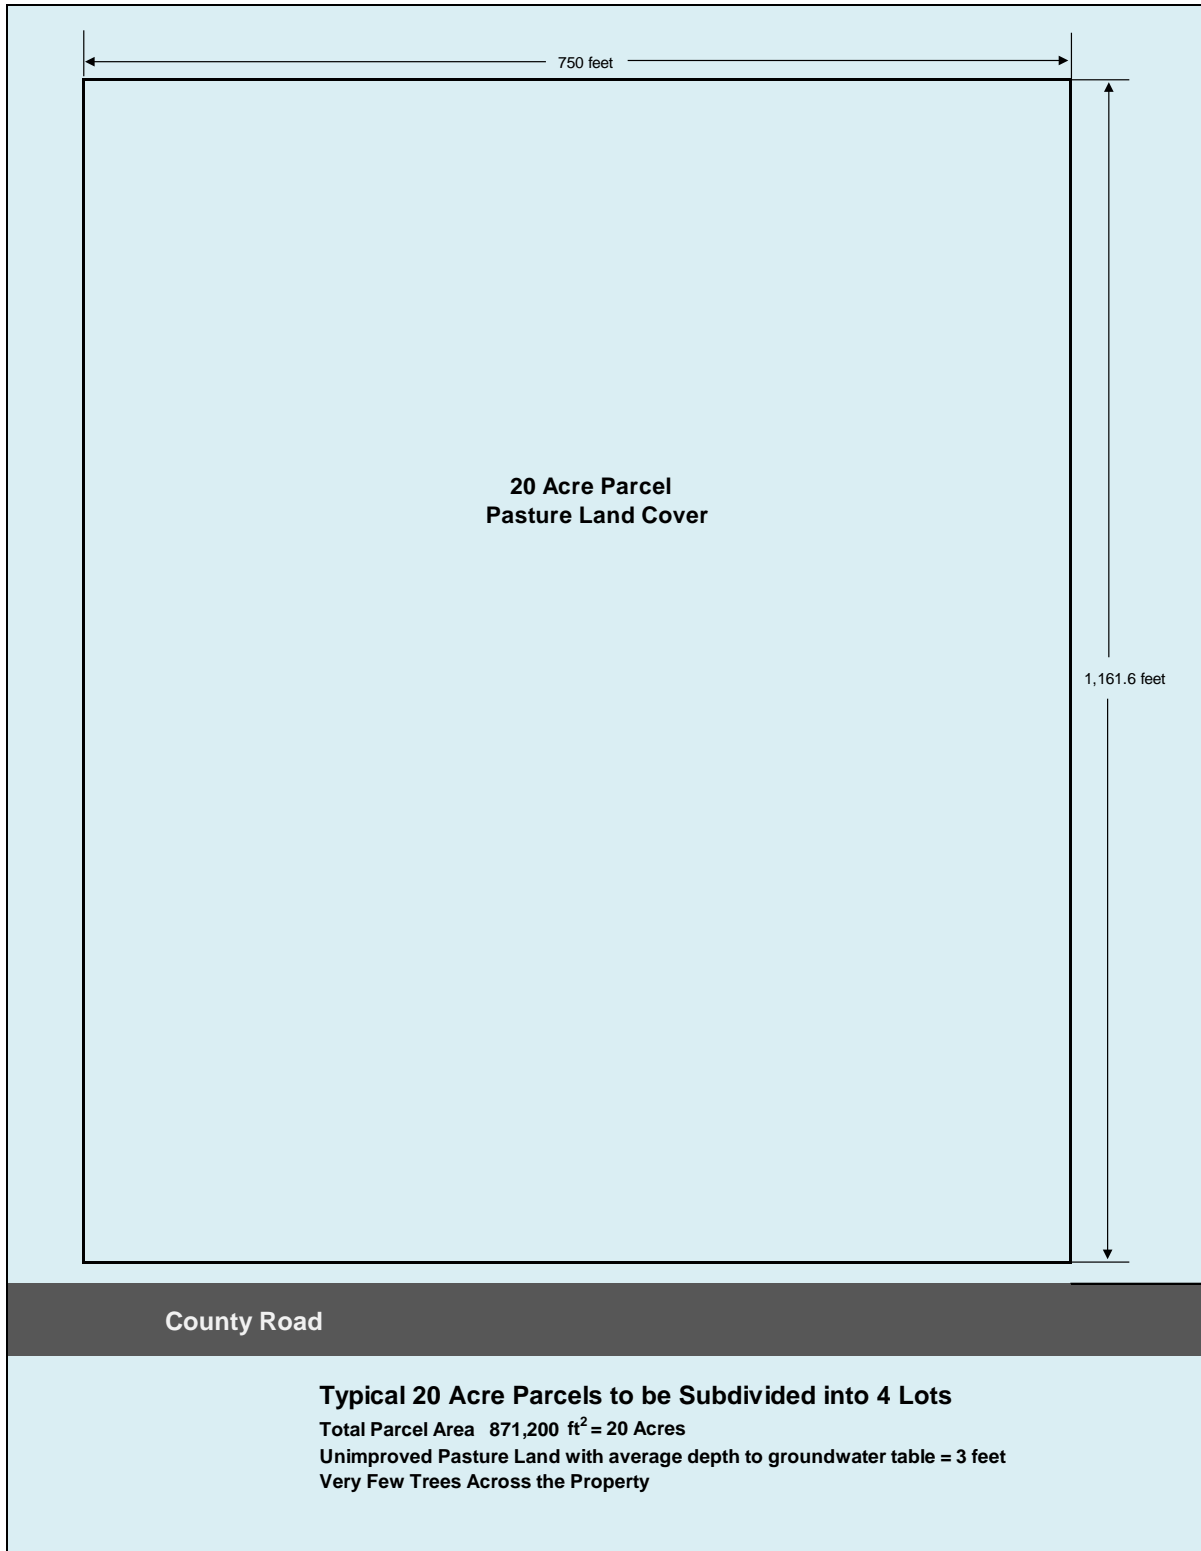 750 feet
20 Acre Parcel
Pasture Land Cover
1,161.6 feet
County Road
Typical 20 Acre Parcels to be Subdivided into 4 Lots
Total Parcel Area 871,200 ft² = 20 Acres
Unimproved Pasture Land with average depth to groundwater table = 3 feet
Very Few Trees Across the Property